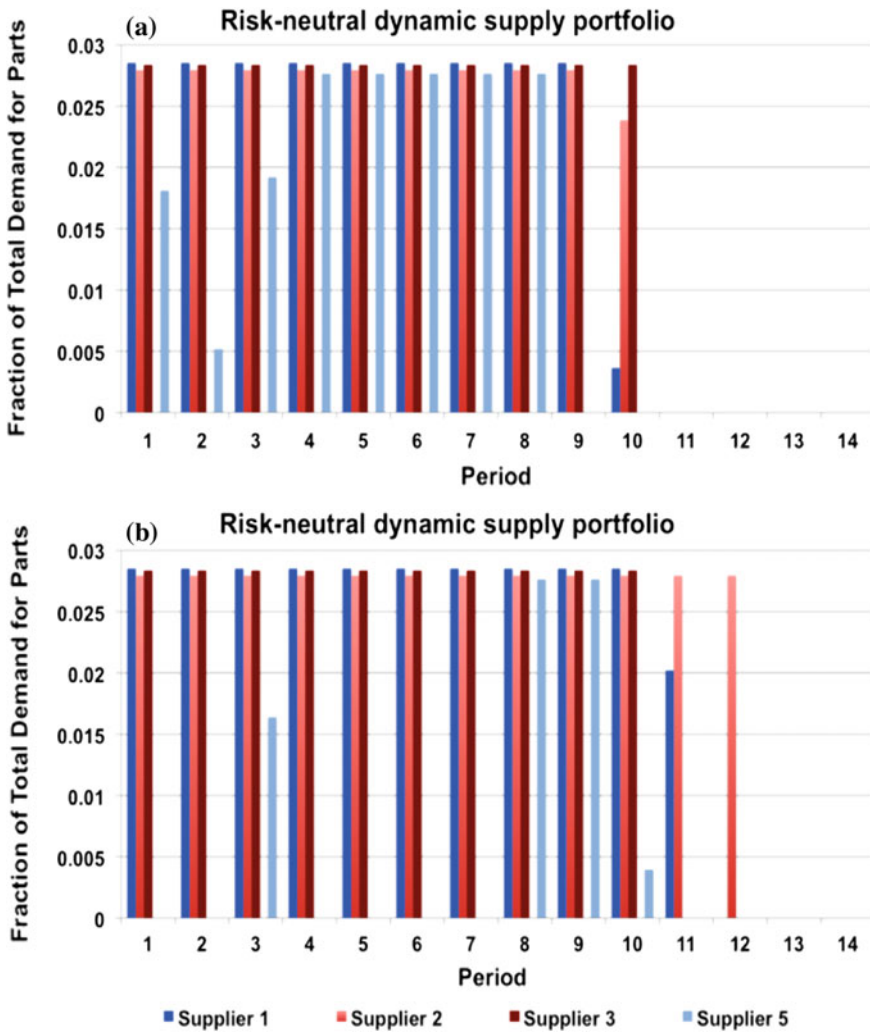 (a) Risk-neutral dynamic supply portfolio
Fraction of Total Demand for Parts
0.03
0.025
0.02
0.015
0.01
0.005
0
1 2 3 4 5 6 7 8 9 10 11 12 13 14
Period
(b) Risk-neutral dynamic supply portfolio
Fraction of Total Demand for Parts
0.03
0.025
0.02
0.015
0.01
0.005
0
1 2 3 4 5 6 7 8 9 10 11 12 13 14
Period
Supplier 1 Supplier 2 Supplier 3 Supplier 5